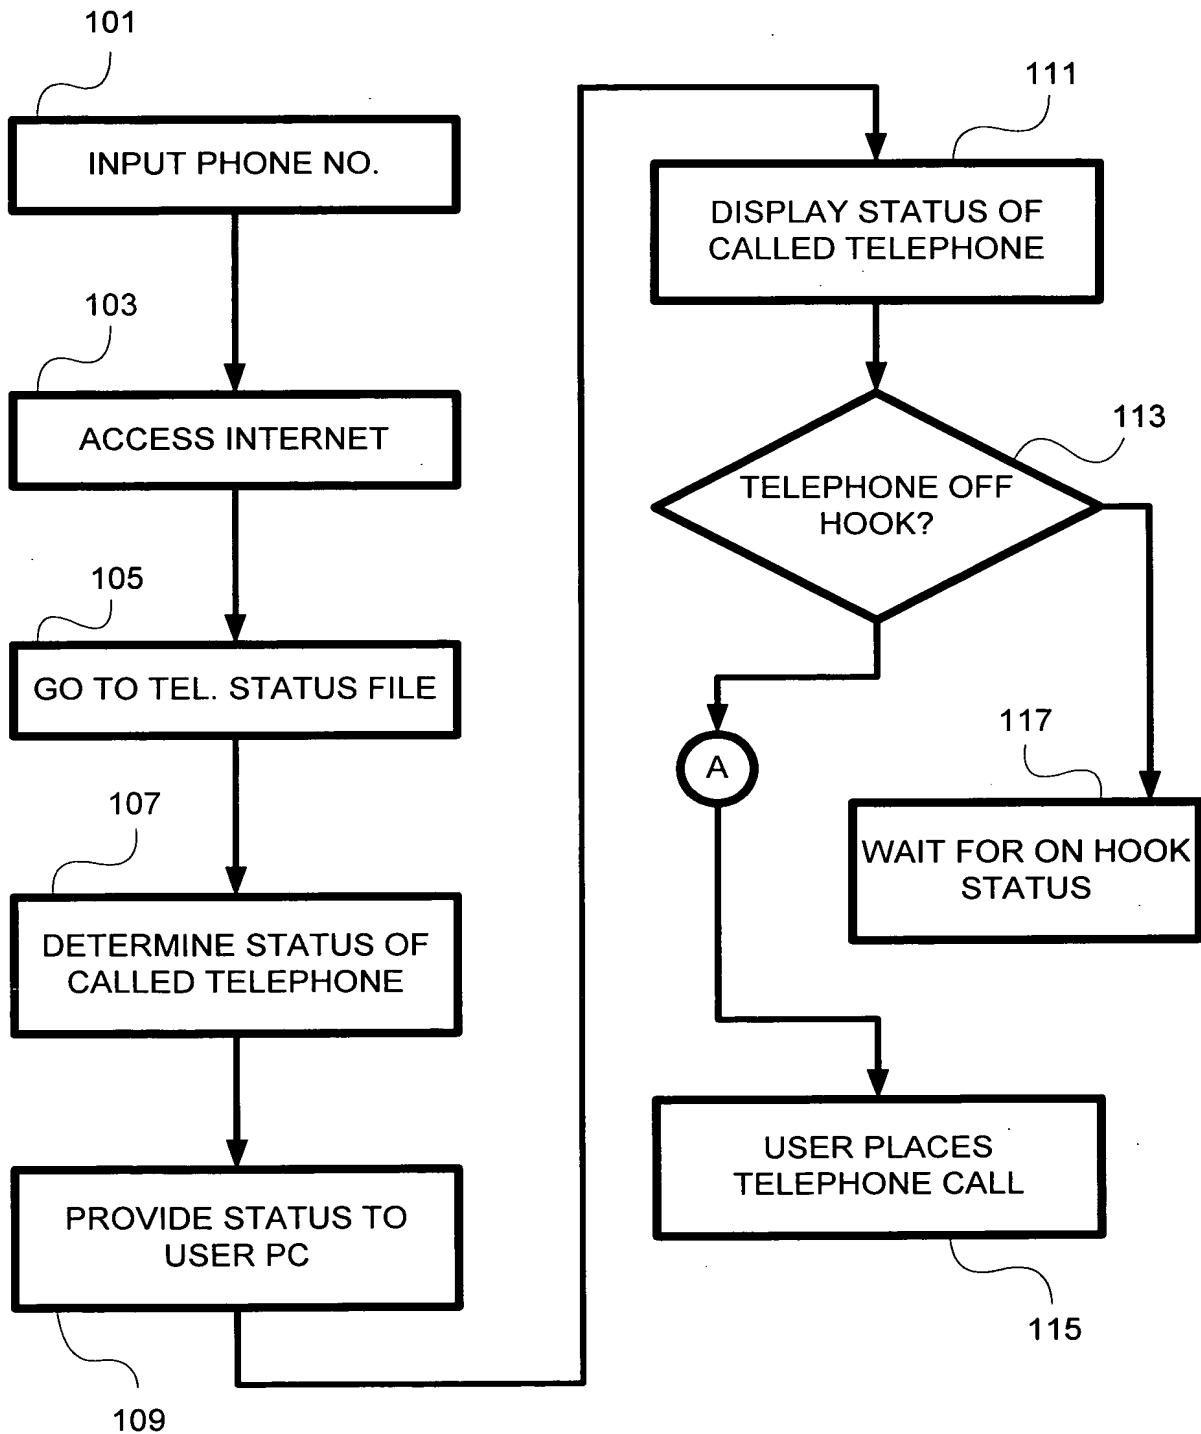 101
INPUT PHONE NO.
103
ACCESS INTERNET
105
GO TO TEL. STATUS FILE
107
DETERMINE STATUS OF
CALLED TELEPHONE
PROVIDE STATUS TO
USER PC
109
111
DISPLAY STATUS OF
CALLED TELEPHONE
113
TELEPHONE OFF
HOOK?
A
117
WAIT FOR ON HOOK
STATUS
USER PLACES
TELEPHONE CALL
115